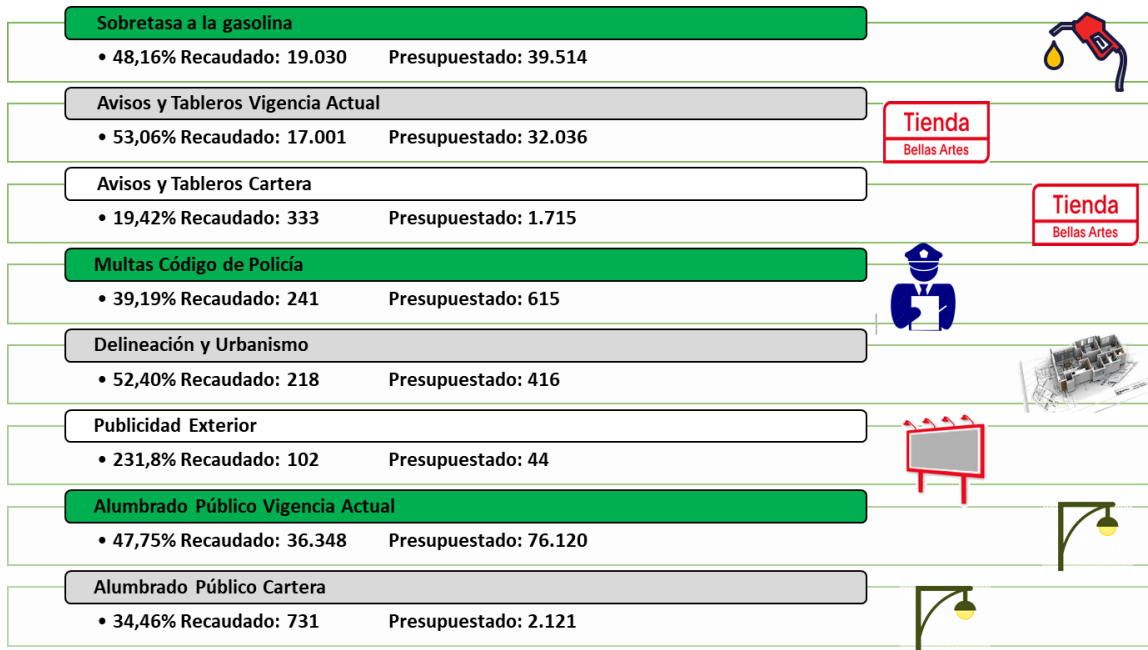 Sobretasa a la gasolina
• 48,16% Recaudado: 19.030 Presupuestado: 39.514
Avisos y Tableros Vigencia Actual
• 53,06% Recaudado: 17.001 Presupuestado: 32.036
Tienda
Bellas Artes
Avisos y Tableros Cartera
• 19,42% Recaudado: 333 Presupuestado: 1.715
Tienda
Bellas Artes
Multas Código de Policía
• 39,19% Recaudado: 241 Presupuestado: 615
Delineación y Urbanismo
• 52,40% Recaudado: 218 Presupuestado: 416
Publicidad Exterior
• 231,8% Recaudado: 102 Presupuestado: 44
Alumbrado Público Vigencia Actual
• 47,75% Recaudado: 36.348 Presupuestado: 76.120
Alumbrado Público Cartera
• 34,46% Recaudado: 731 Presupuestado: 2.121